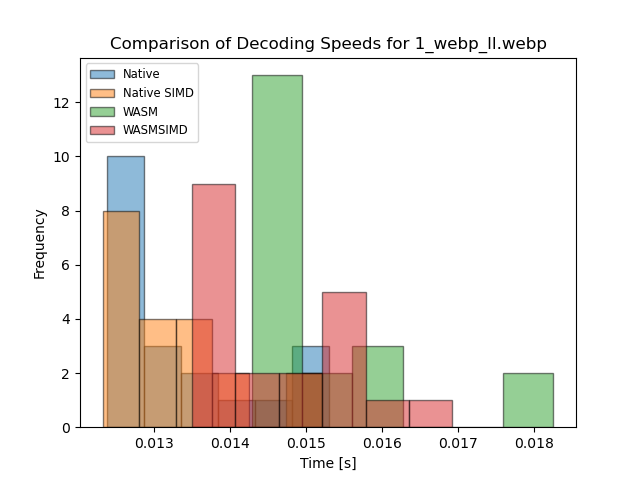 Comparison of Decoding Speeds for 1_webp_ll.webp
Native
Native SIMD
WASM
WASMSIMD
Frequency
12
10
8
6
4
2
0
0.013 0.014 0.015 0.016 0.017 0.018
Time [s]